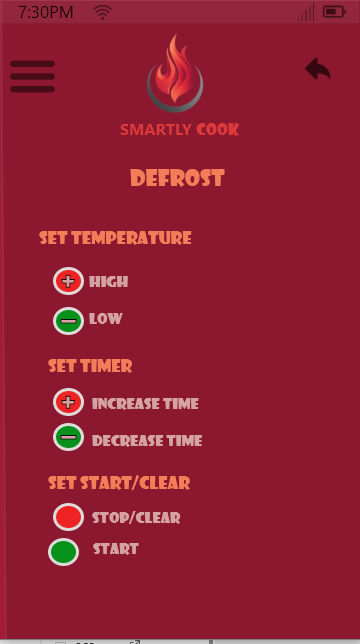 7:30PM
SMARTLY COOK
DEFROST
SET TEMPERATURE
HIGH
LOW
SET TIMER
INCREASE TIME
DECREASE TIME
SET START/CLEAR
STOP/CLEAR
START